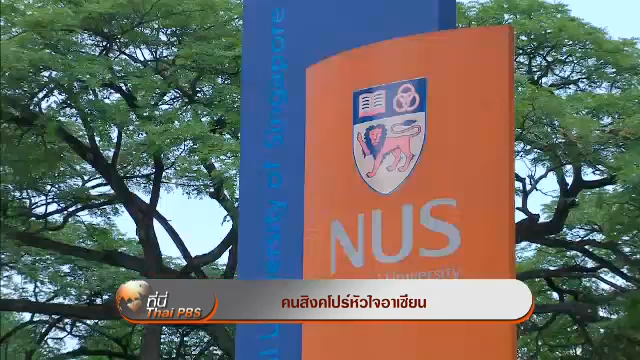 University of Singapore
NUS
University
ที่นี่
Thai PBS
คนสิงคโปร์หัวใจอาเซียน